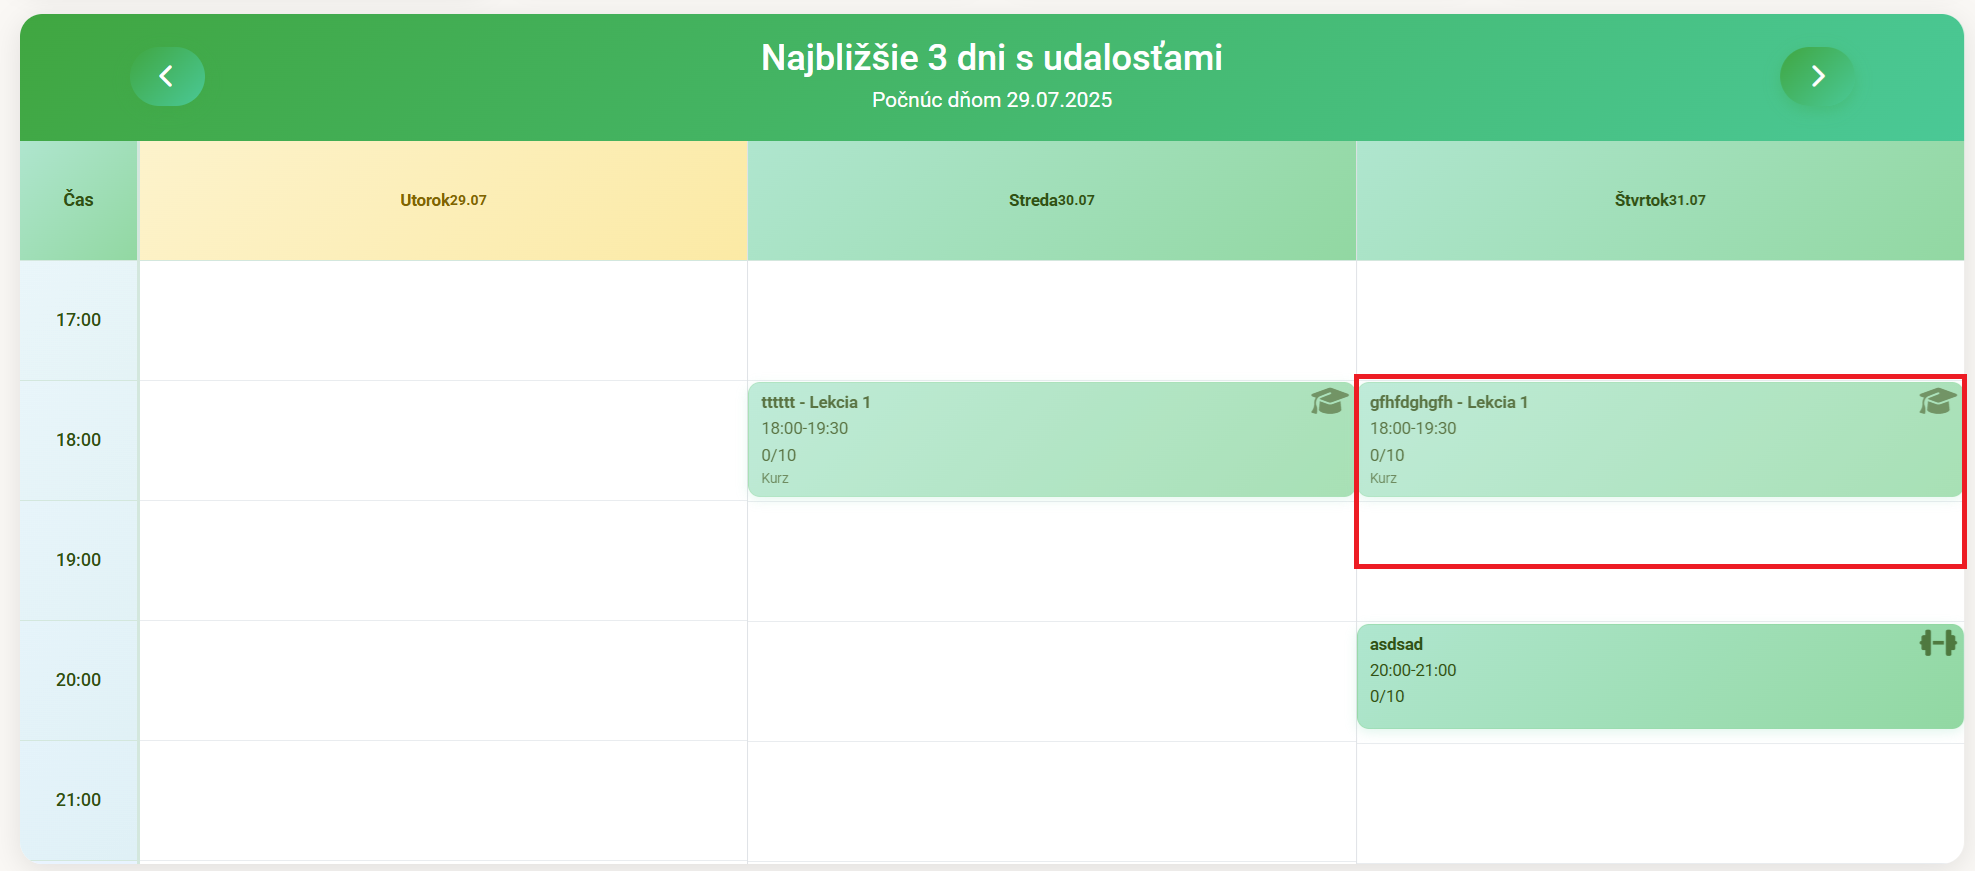 Najbližšie 3 dni s udalosťami
Počnúc dňom 29.07.2025
Čas
Utorok29.07
Streda30.07
Štvrtok31.07
17:00
18:00
tttttt - Lekcia 1
18:00-19:30
0/10
Kurz
gfhfdghgfh - Lekcia 1
18:00-19:30
0/10
Kurz
19:00
20:00
asdsad
20:00-21:00
0/10
21:00